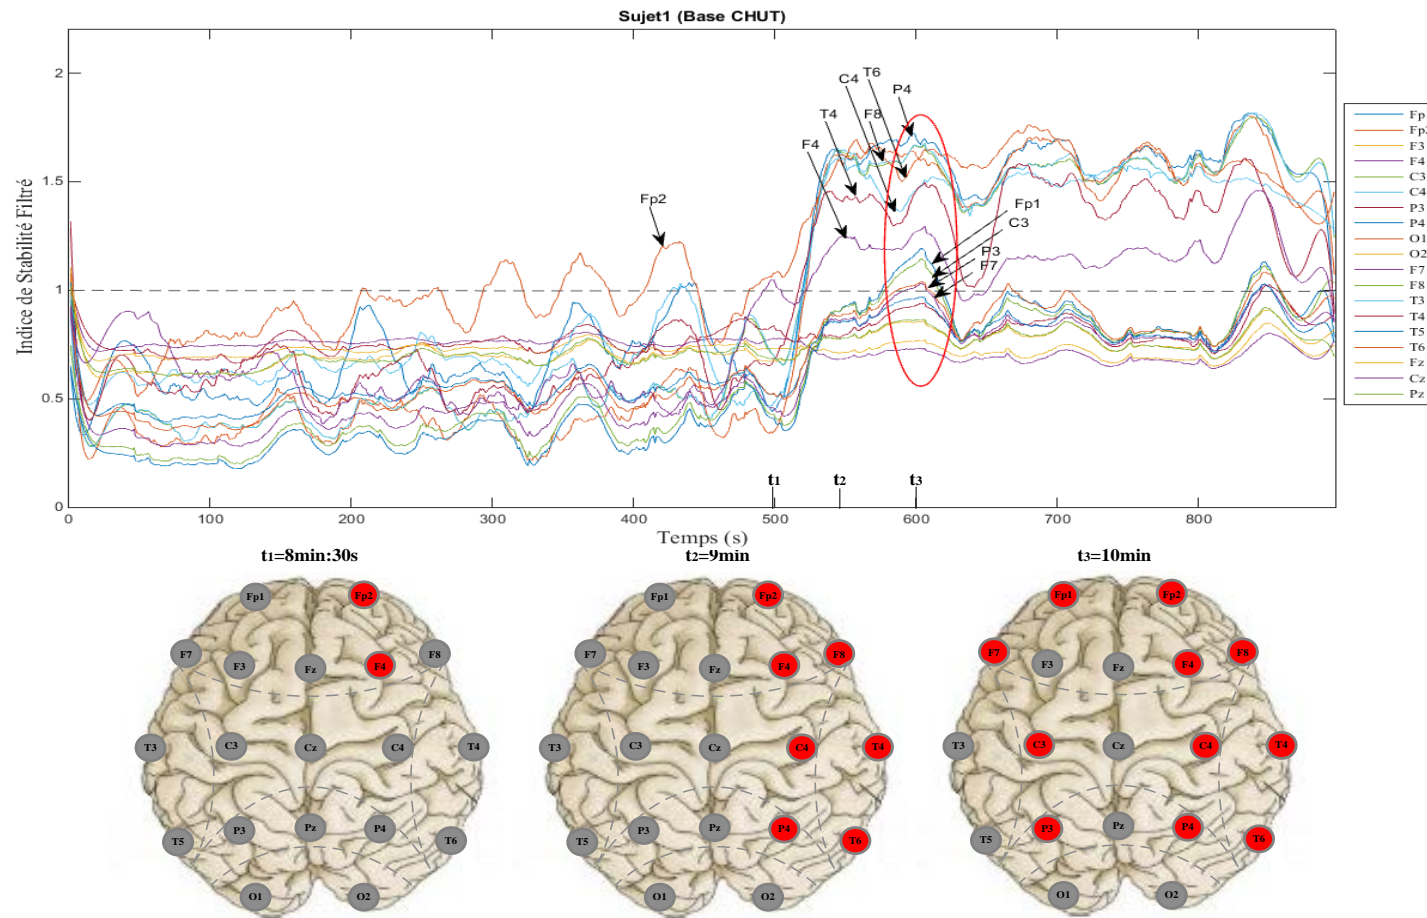 Sujet1 (Base CHUT)
Indice de Stabilité Filtré
2
1.5
1
0.5
0
T6
C4
P4
T4
F8
F4
Fp2
Fp1
C3
P3
F7
t1
t2
t3
0
100
200
300
400
500
600
700
800
Temps (s)
Fp
Fp2
F3
F4
C3
C4
P3
P4
O1
O2
F7
F8
T3
T4
T5
T6
Fz
Cz
Pz
t1=8min:30s
Fp1
Fp2
F7
F3
Fz
F4
F8
T3
C3
Cz
C4
T4
T5
P3
Pz
P4
T6
O1
O2
t2=9min
Fp1
Fp2
F7
F3
Fz
F4
F8
T3
C3
Cz
C4
T4
T5
P3
Pz
P4
T6
O1
O2
t3=10min
Fp1
Fp2
F7
F3
Fz
F4
F8
T3
C3
Cz
C4
T4
T5
P3
Pz
P4
T6
O1
O2